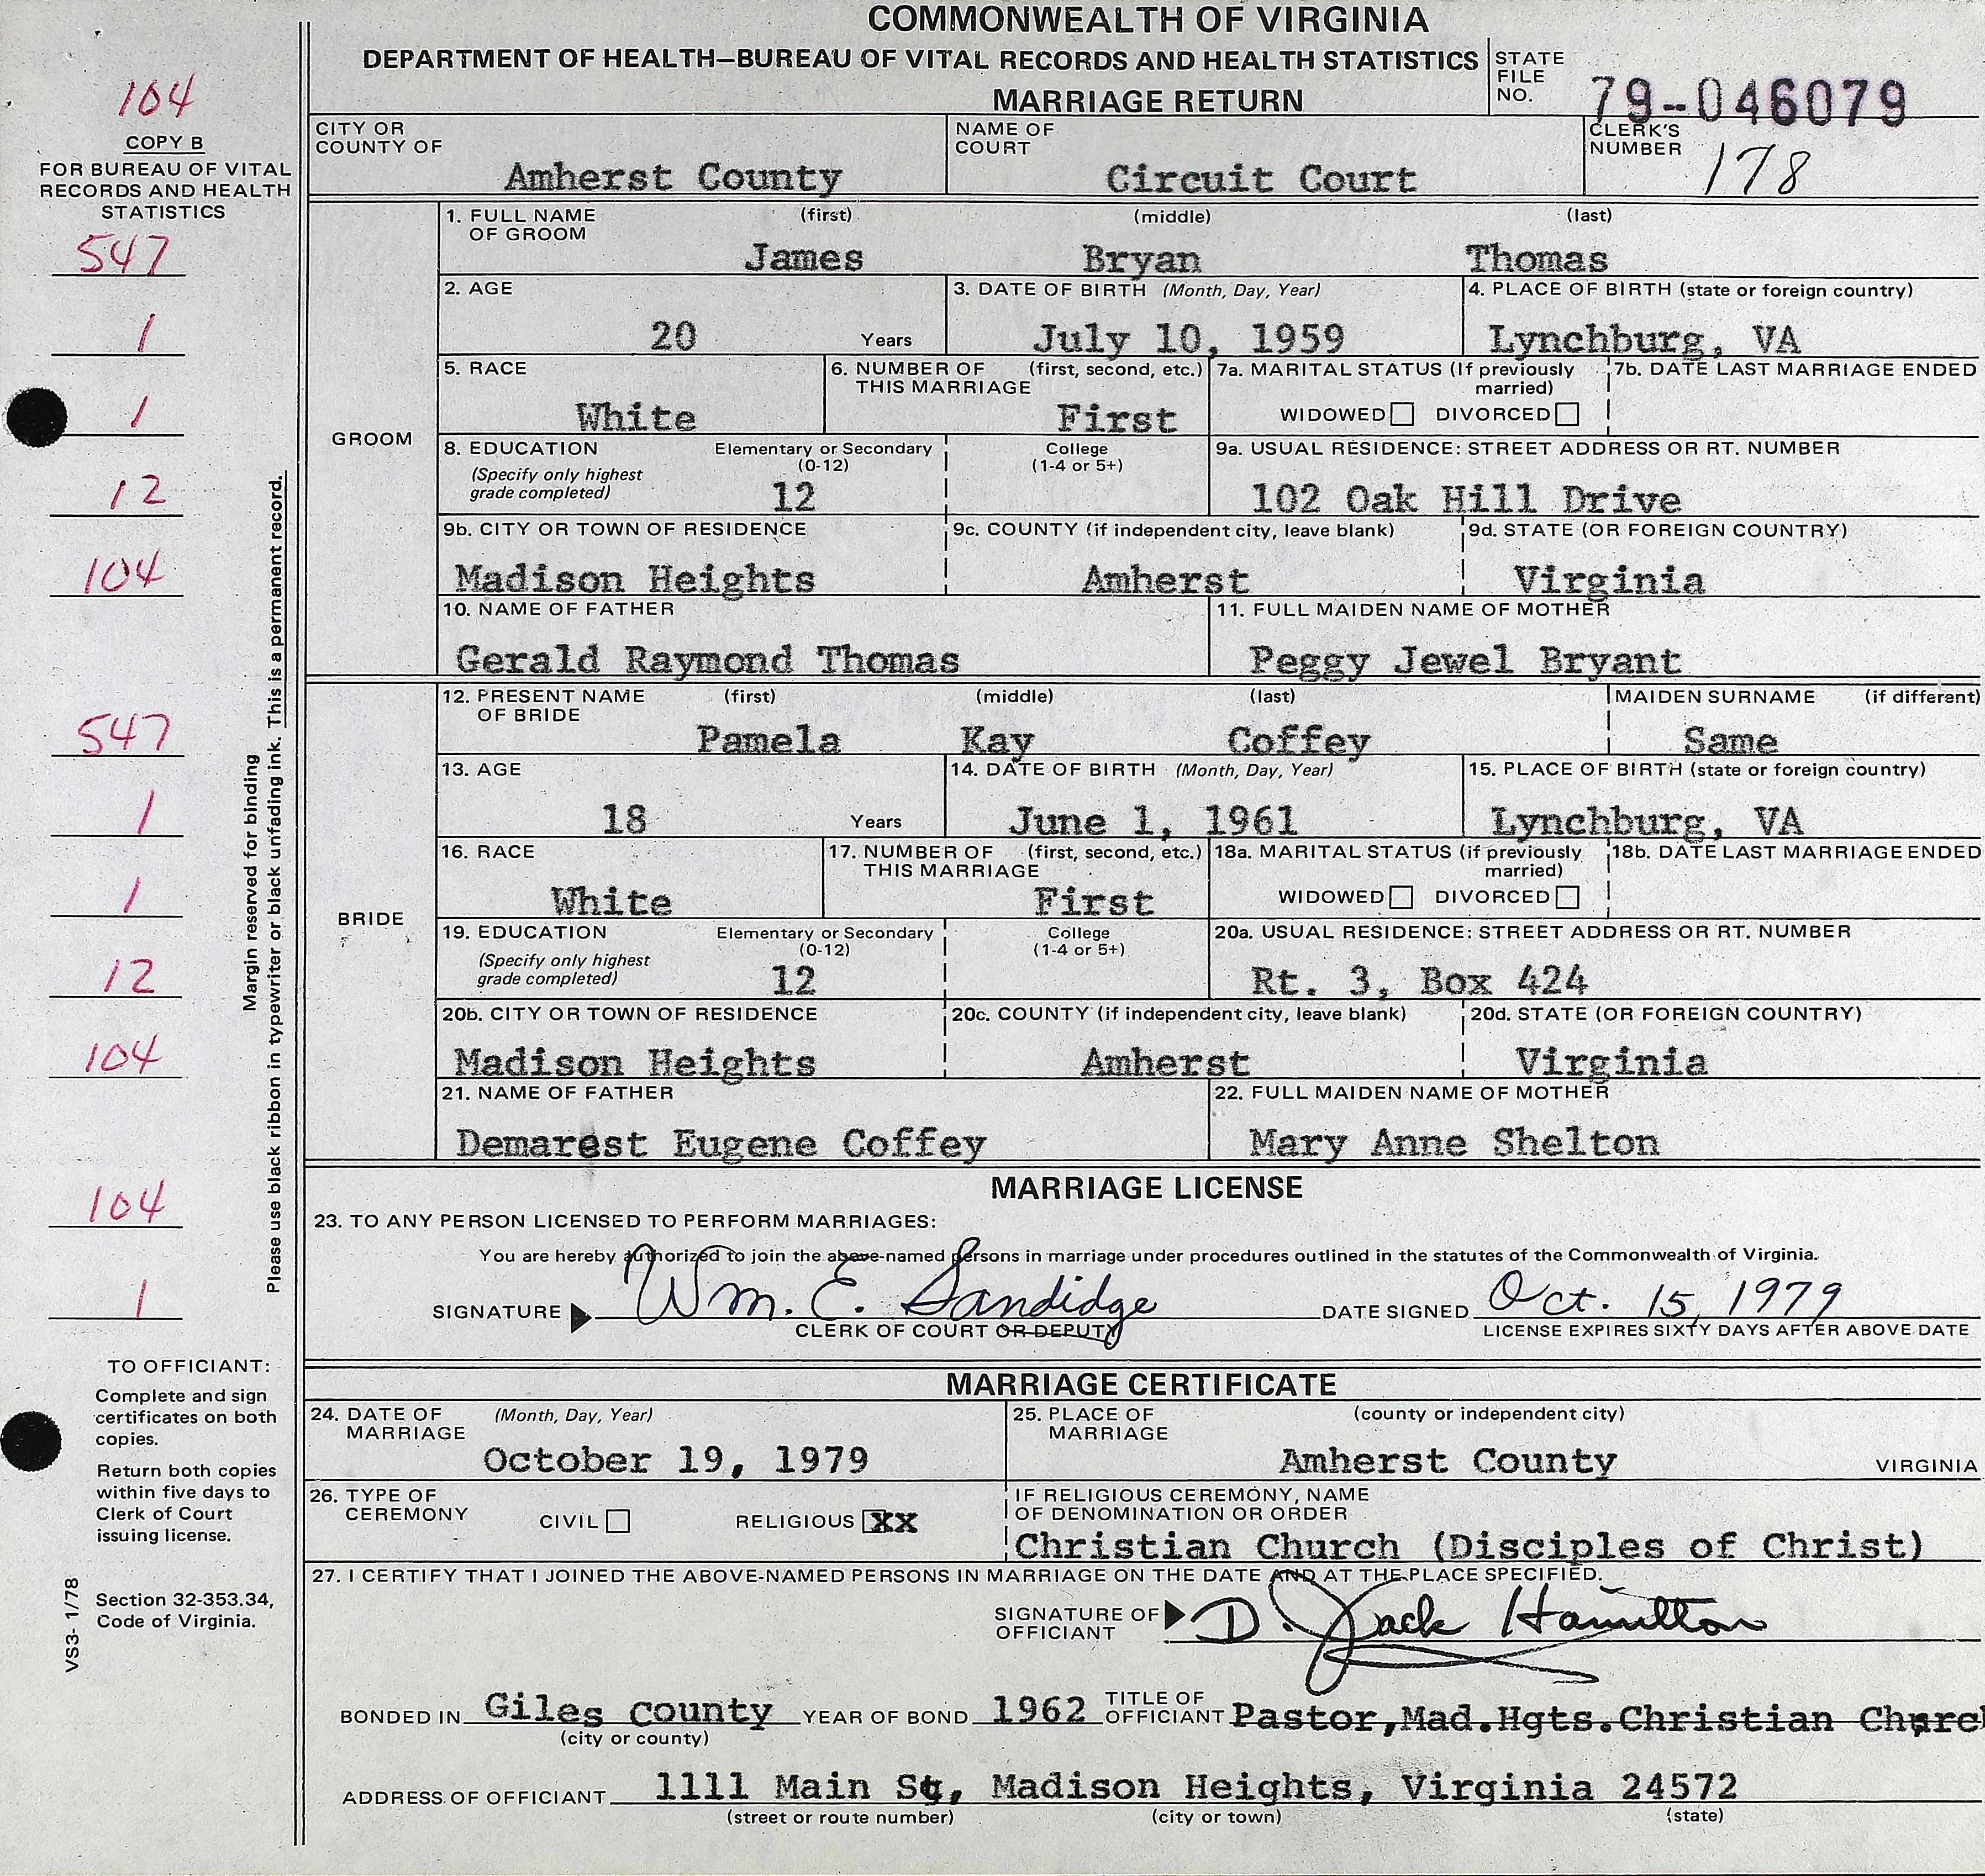 COMMONWEALTH OF VIRGINIA
DEPARTMENT OF HEALTH—BUREAU OF VITAL RECORDS AND HEALTH STATISTICS
MARRIAGE RETURN
STATE FILE NO. 79-046079
104
COPY B
FOR BUREAU OF VITAL
RECORDS AND HEALTH
STATISTICS
CITY OR COUNTY OF Amherst County
NAME OF COURT Circuit Court
CLERK'S NUMBER 178
547
1
1
12
104
547
1
1
12
104
104
1
Margin reserved for binding
Please use black ribbon in typewriter or black unfading ink. This is a permanent record.
GROOM
1. FULL NAME OF GROOM (first) (middle) (last)
James Bryan Thomas
2. AGE 20 Years
3. DATE OF BIRTH (Month, Day, Year) July 10, 1959
4. PLACE OF BIRTH (state or foreign country) Lynchburg, VA
5. RACE White
6. NUMBER OF THIS MARRIAGE (first, second, etc.) First
7a. MARITAL STATUS (If previously married) WIDOWED DIVORCED
7b. DATE LAST MARRIAGE ENDED
8. EDUCATION (Specify only highest grade completed) Elementary or Secondary (0-12) 12 College (1-4 or 5+)
9a. USUAL RESIDENCE: STREET ADDRESS OR RT. NUMBER 102 Oak Hill Drive
9b. CITY OR TOWN OF RESIDENCE Madison Heights
9c. COUNTY (if independent city, leave blank) Amherst
9d. STATE (OR FOREIGN COUNTRY) Virginia
10. NAME OF FATHER Gerald Raymond Thomas
11. FULL MAIDEN NAME OF MOTHER Peggy Jewel Bryant
BRIDE
12. PRESENT NAME OF BRIDE (first) (middle) (last) MAIDEN SURNAME (if different)
Pamela Kay Coffey Same
13. AGE 18 Years
14. DATE OF BIRTH (Month, Day, Year) June 1, 1961
15. PLACE OF BIRTH (state or foreign country) Lynchburg, VA
16. RACE White
17. NUMBER OF THIS MARRIAGE (first, second, etc.) First
18a. MARITAL STATUS (if previously married) WIDOWED DIVORCED
18b. DATE LAST MARRIAGE ENDED
19. EDUCATION (Specify only highest grade completed) Elementary or Secondary (0-12) 12 College (1-4 or 5+)
20a. USUAL RESIDENCE: STREET ADDRESS OR RT. NUMBER Rt. 3, Box 424
20b. CITY OR TOWN OF RESIDENCE Madison Heights
20c. COUNTY (if independent city, leave blank) Amherst
20d. STATE (OR FOREIGN COUNTRY) Virginia
21. NAME OF FATHER Demarest Eugene Coffey
22. FULL MAIDEN NAME OF MOTHER Mary Anne Shelton
MARRIAGE LICENSE
23. TO ANY PERSON LICENSED TO PERFORM MARRIAGES:
You are hereby authorized to join the above-named persons in marriage under procedures outlined in the statutes of the Commonwealth of Virginia.
SIGNATURE Wm. E. Sandidge DATE SIGNED Oct. 15, 1979
CLERK OF COURT OR DEPUTY LICENSE EXPIRES SIXTY DAYS AFTER ABOVE DATE
MARRIAGE CERTIFICATE
24. DATE OF MARRIAGE (Month, Day, Year) October 19, 1979
25. PLACE OF MARRIAGE (county or independent city) Amherst County VIRGINIA
26. TYPE OF CEREMONY CIVIL RELIGIOUS XX
IF RELIGIOUS CEREMONY, NAME OF DENOMINATION OR ORDER
Christian Church (Disciples of Christ)
27. I CERTIFY THAT I JOINED THE ABOVE-NAMED PERSONS IN MARRIAGE ON THE DATE AND AT THE PLACE SPECIFIED.
SIGNATURE OF OFFICIANT D. Jack Hamilton
BONDED IN Giles County YEAR OF BOND 1962 TITLE OF OFFICIANT Pastor,Mad.Hgts.Christian Church
(city or county)
ADDRESS OF OFFICIANT 1111 Main St, Madison Heights, Virginia 24572
(street or route number) (city or town) (state)
TO OFFICIANT:
Complete and sign
certificates on both
copies.
Return both copies
within five days to
Clerk of Court
issuing license.
Section 32-353.34,
Code of Virginia.
VS3- 1/78